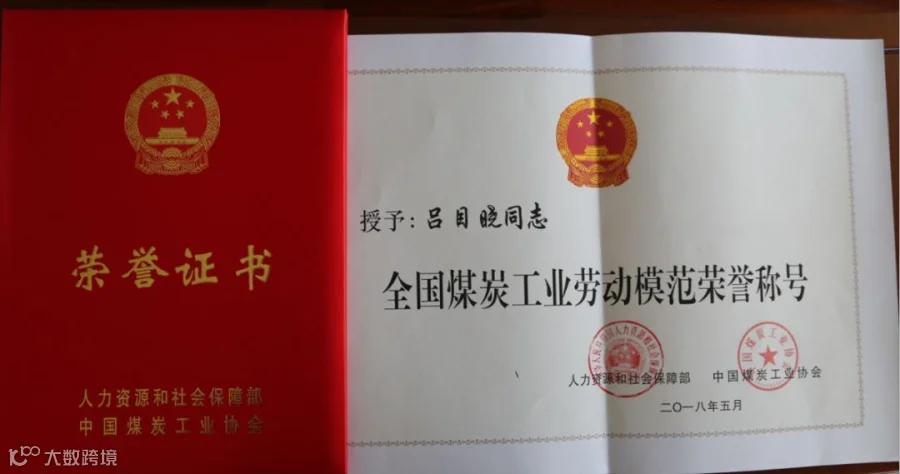 荣誉证书
人力资源和社会保障部
中国煤炭工业协会
授予：吕目晓同志
全国煤炭工业劳动模范荣誉称号
人力资源和社会保障部 中国煤炭工业协会
二〇一八年五月
大数跨境